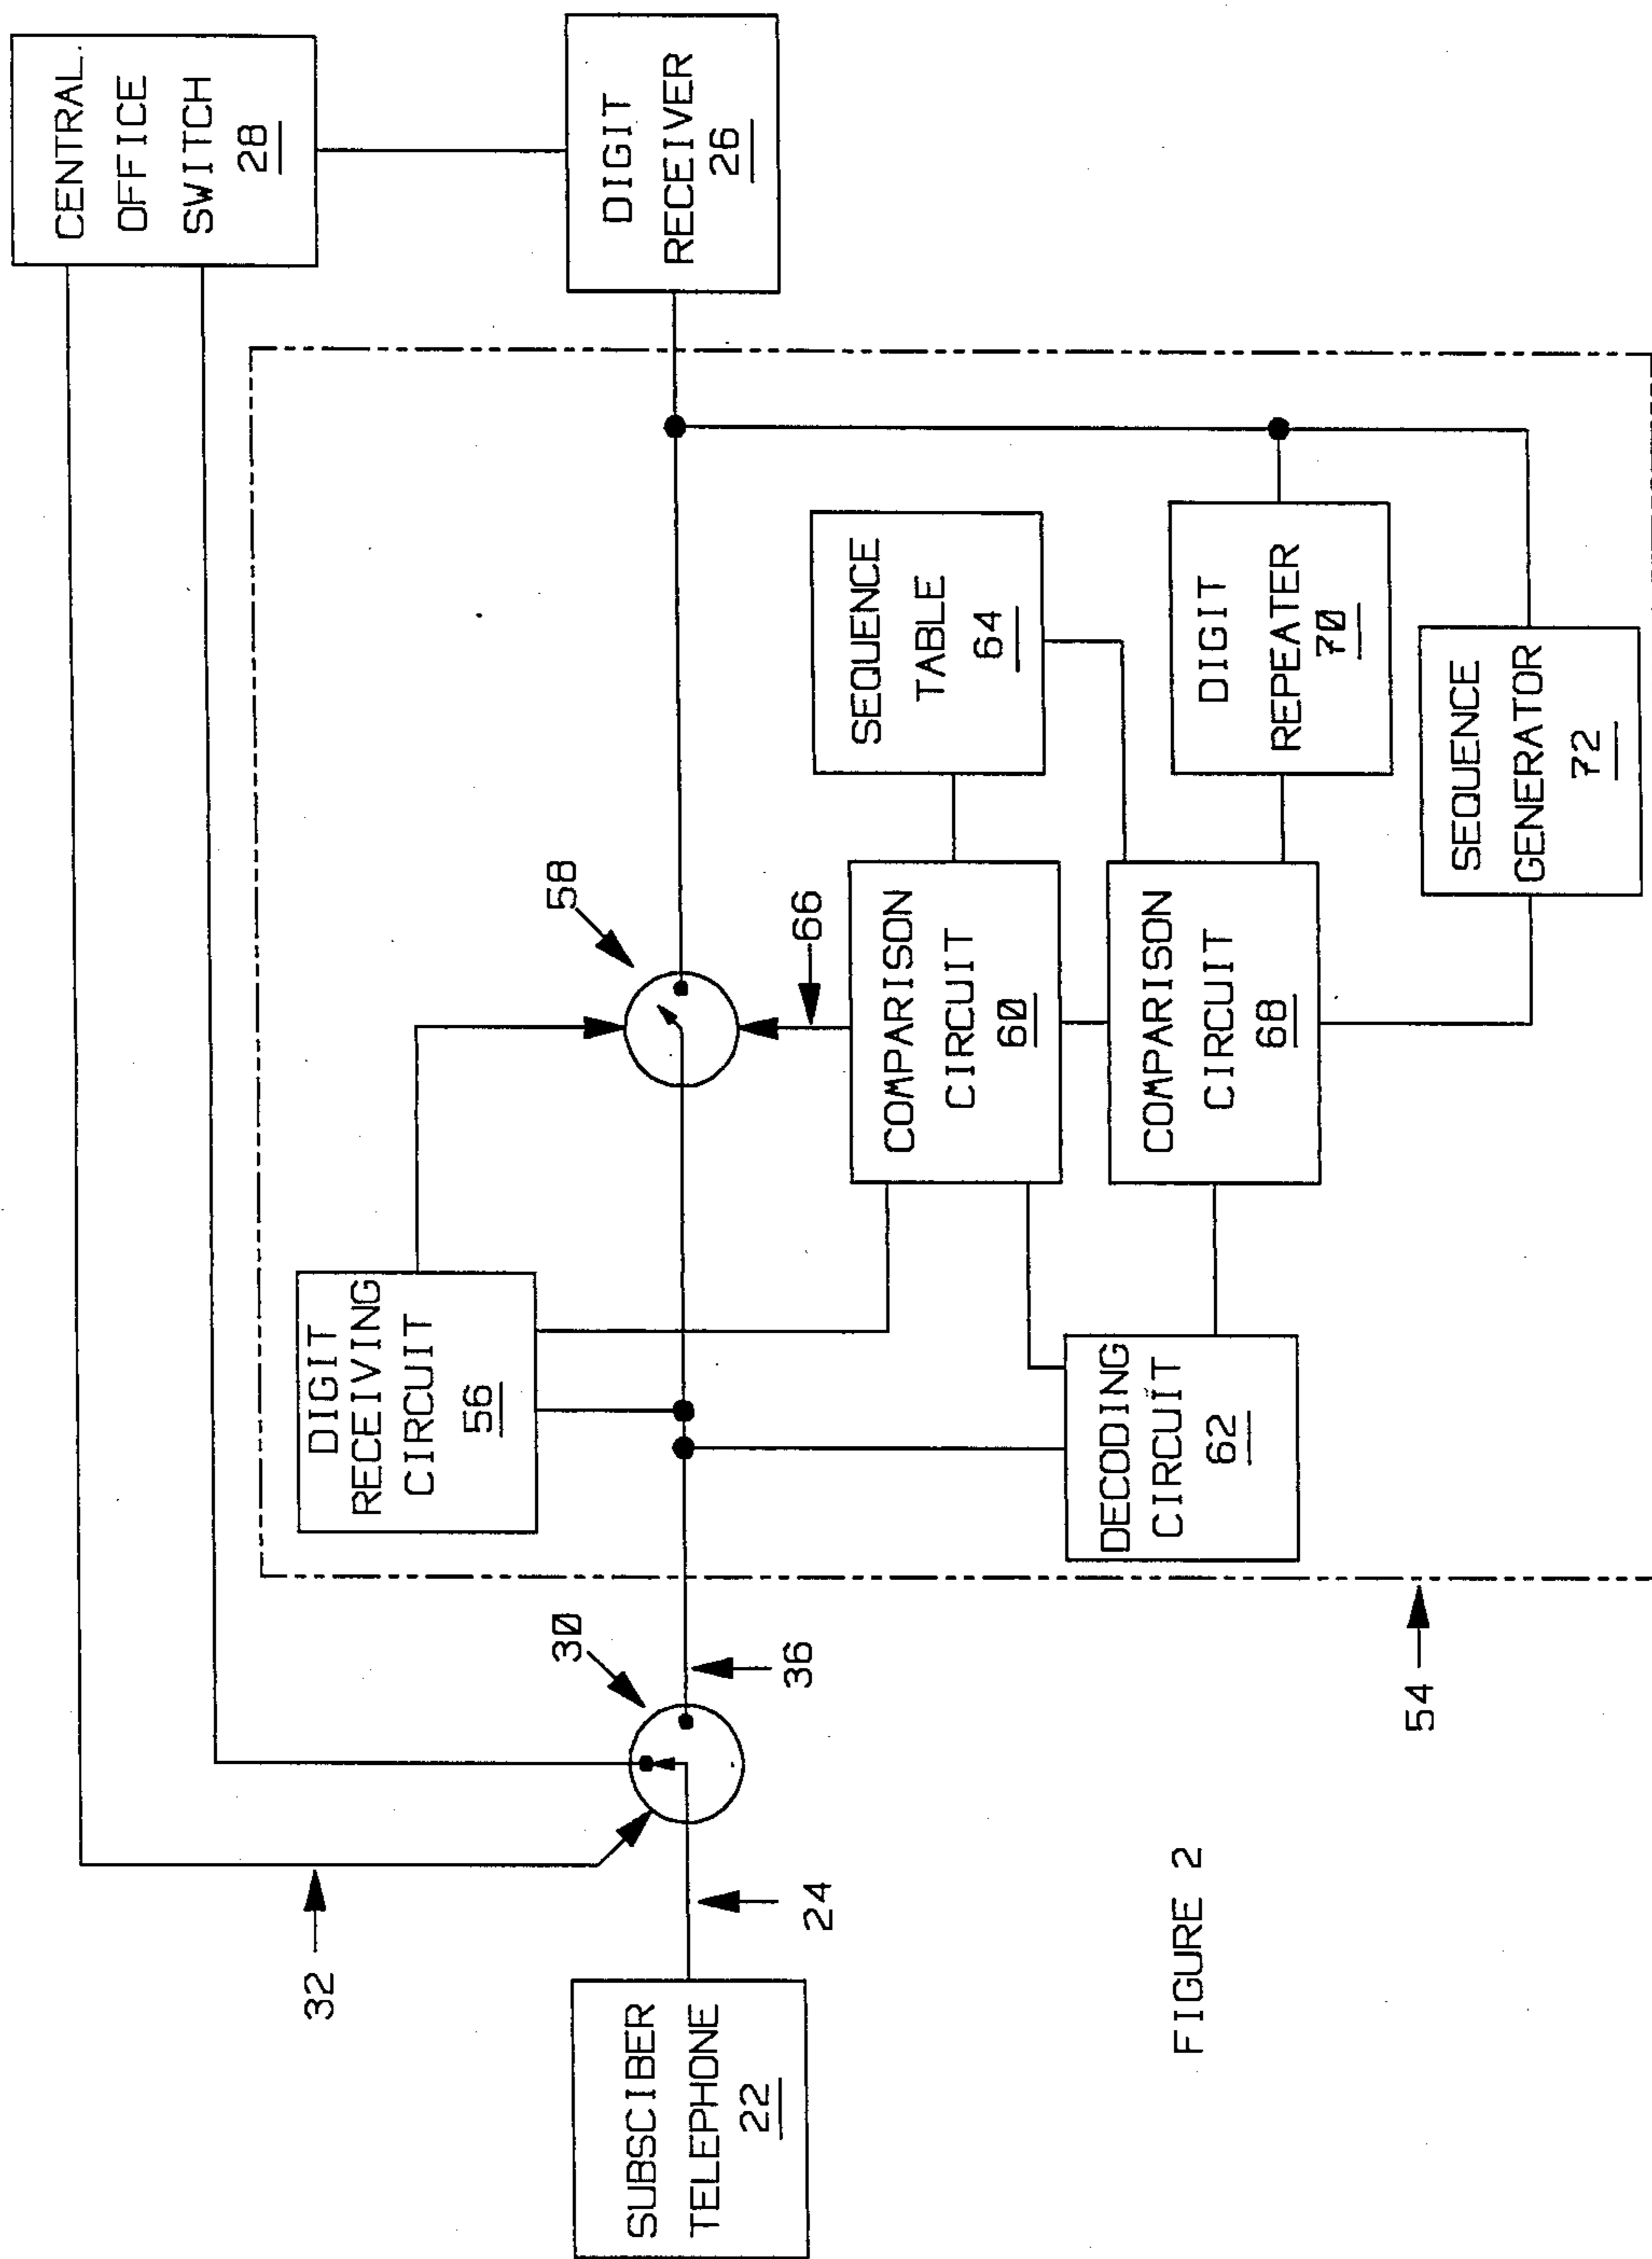 CENTRAL.
OFFICE
SWITCH
28
DIGIT
RECEIVER
26
58
SEQUENCE
TABLE
64
DIGIT
REPEATER
70
SEQUENCE
GENERATOR
72
66
COMPARISON
CIRCUIT
60
COMPARISON
CIRCUIT
68
DIGIT
RECEIVING
CIRCUIT
56
DECODING
CIRCUIT
62
30
36
54
32
24
SUBSCIBER
TELEPHONE
22
FIGURE 2